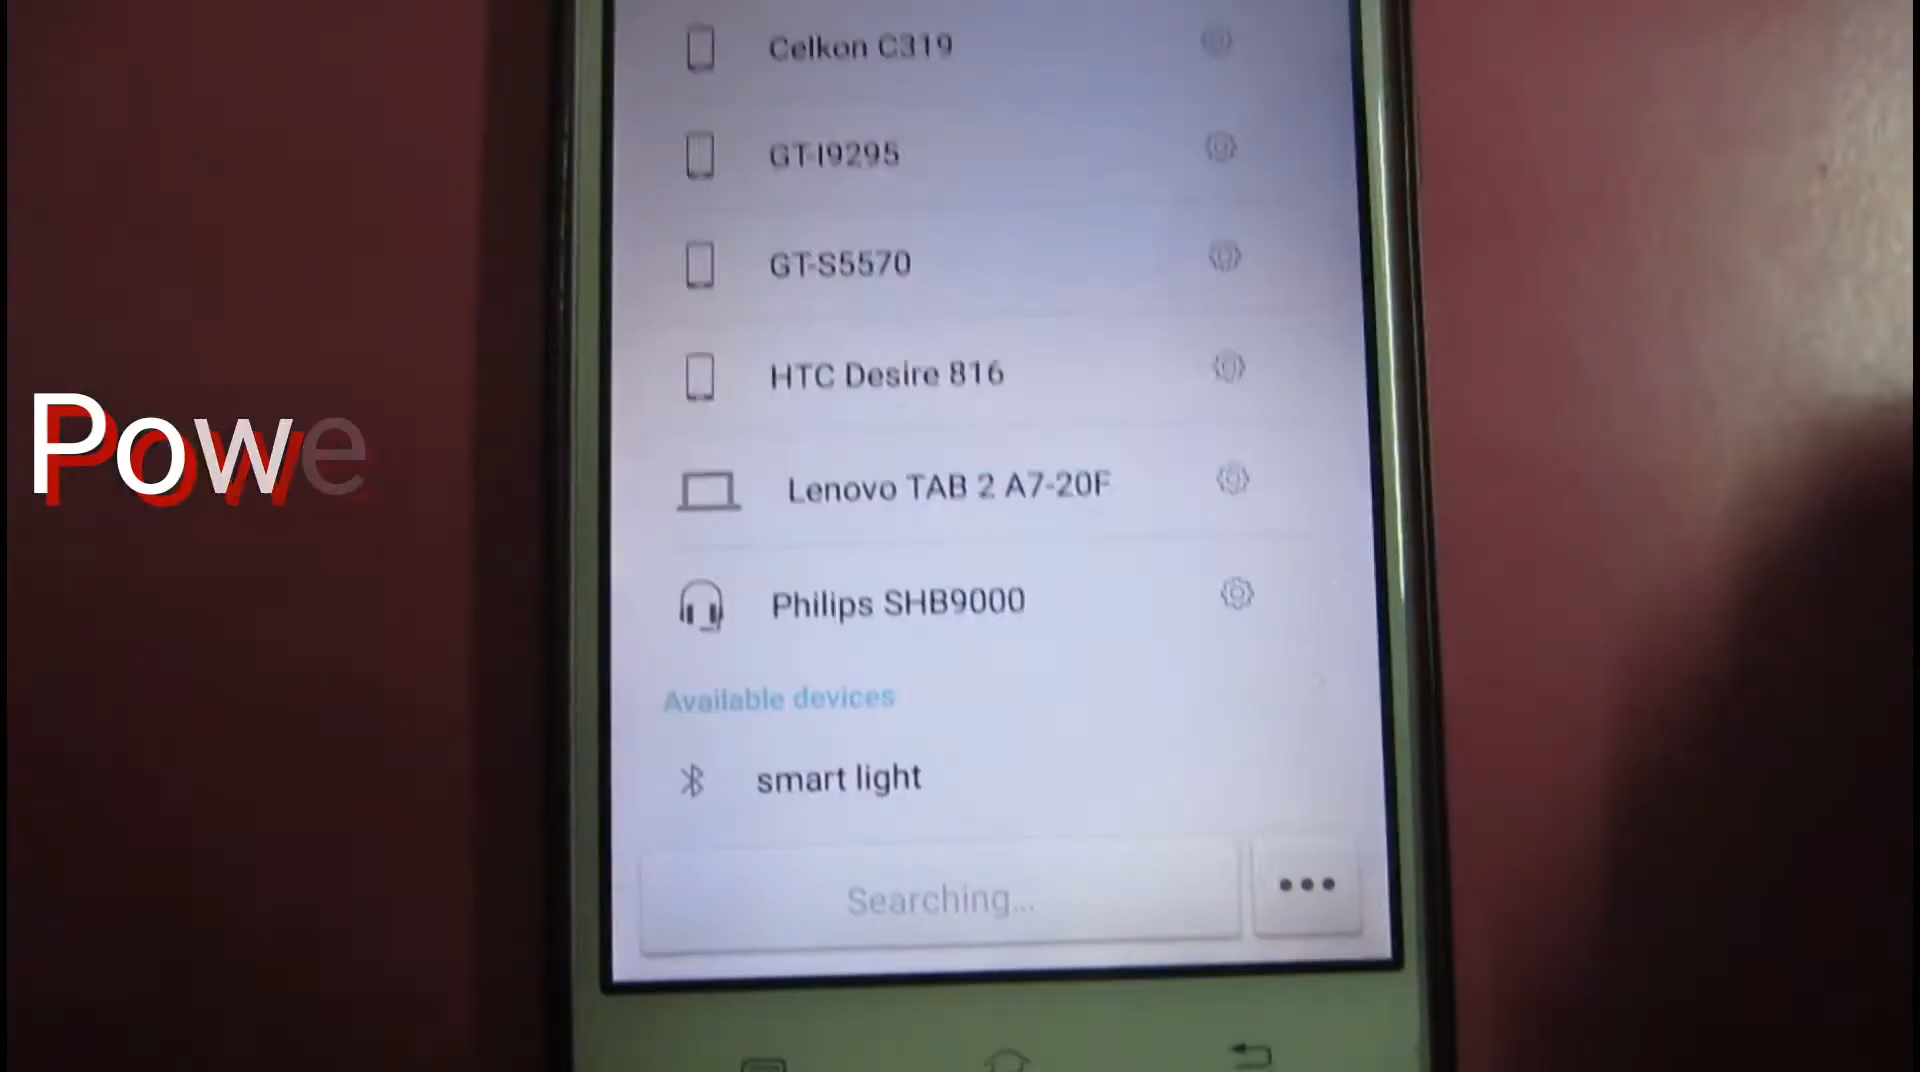 Celkon C319
GT-I9295
GT-S5570
HTC Desire 816
Lenovo TAB 2 A7-20F
Philips SHB9000
Available devices
smart light
Searching...
Powe